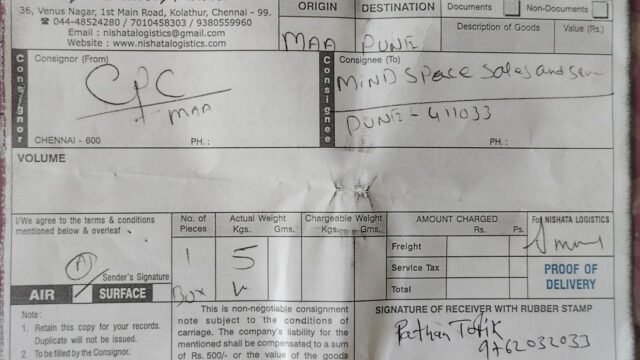 36, Venus Nagar, 1st Main Road, Kolathur, Chennai - 99.
☎ 044-48524280 / 7010458303 / 9380559960
Email : nishatalogistics@gmail.com
Website : www.nishatalogistics.com
ORIGIN DESTINATION Documents Non-Documents
Description of Goods Value (Rs.)
MAA PUNE
Consignor
Consignor (From)
CPC
MAA
CHENNAI - 600 PH. :
Consignee
Consignee (To)
MIND SPACE Sales and
PUNE - 411033
PH. :
VOLUME
I/We agree to the terms & conditions
mentioned below & overleaf
Sender's Signature
AIR SURFACE
No. of Pieces
Actual Weight
Kgs. Gms.
Chargeable Weight
Kgs. Gms.
1 5
Box
AMOUNT CHARGED
Rs. Ps.
Freight
Service Tax
Total
For NISHATA LOGISTICS
PROOF OF
DELIVERY
Note :
1. Retain this copy for your records.
Duplicate will not be issued.
2. To be filled by the Consignor.
This is non-negotiable consignment
note subject to the conditions of
carriage. The company's liability for the
mentioned shall be compensated to a sum
of Rs. 500/- or the value of the goods
SIGNATURE OF RECEIVER WITH RUBBER STAMP
Pathan Tofik
9762032033